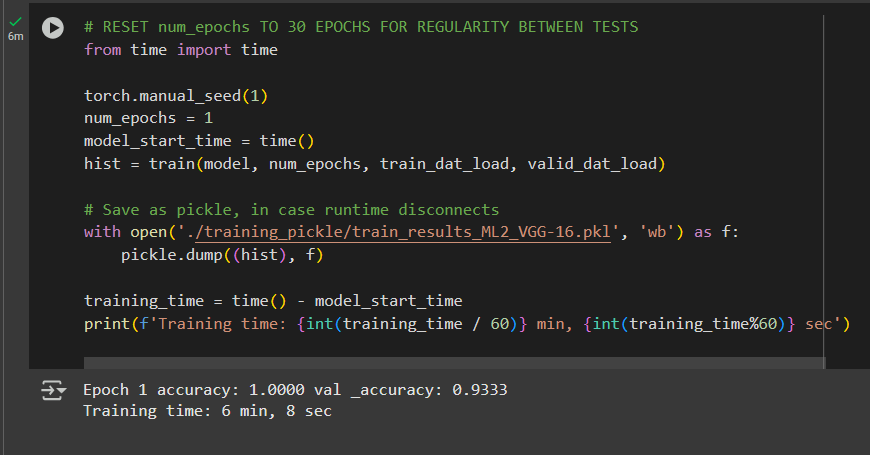 6m
# RESET num_epochs TO 30 EPOCHS FOR REGULARITY BETWEEN TESTS
from time import time
torch.manual_seed(1)
num_epochs = 1
model_start_time = time()
hist = train(model, num_epochs, train_dat_load, valid_dat_load)
# Save as pickle, in case runtime disconnects
with open('./training_pickle/train_results_ML2_VGG-16.pkl', 'wb') as f:
    pickle.dump((hist), f)
training_time = time() - model_start_time
print(f'Training time: {int(training_time / 60)} min, {int(training_time%60)} sec')
Epoch 1 accuracy: 1.0000 val _accuracy: 0.9333
Training time: 6 min, 8 sec